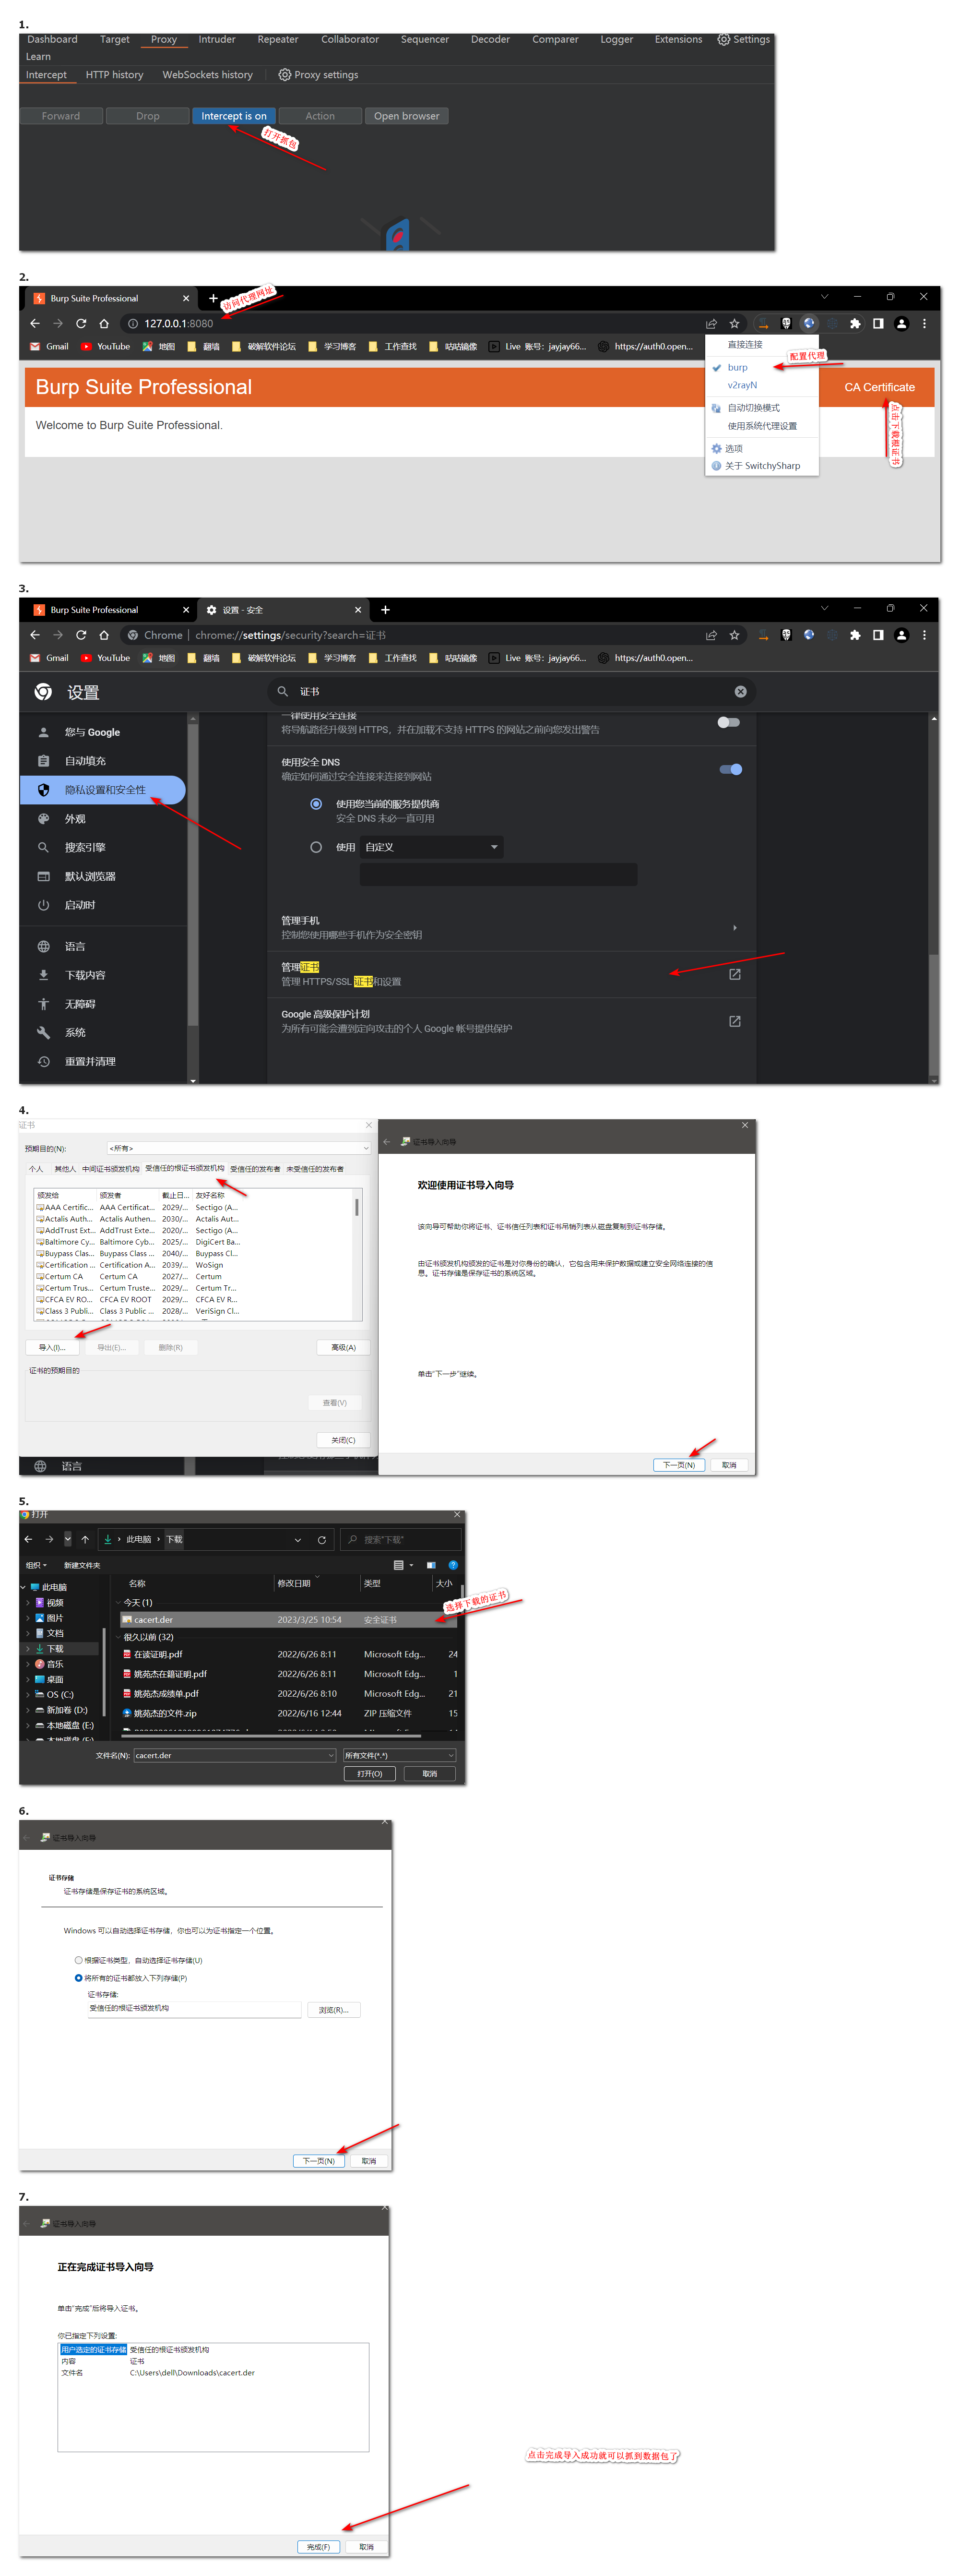 1.
Dashboard Target Proxy Intruder Repeater Collaborator Sequencer Decoder Comparer Logger Extensions Settings
Learn
Intercept HTTP history WebSockets history Proxy settings
Forward Drop Intercept is on Action Open browser
打开抓包
2.
Burp Suite Professional
访问代理网址
127.0.0.1:8080
Gmail YouTube 地图 翻墙 破解软件论坛 学习博客 工作查找 咕咕镜像 Live 账号：jayjay66... https://auth0.open...
直接连接
burp
配置代理
v2rayN
自动切换模式
使用系统代理设置
选项
关于 SwitchySharp
Burp Suite Professional
CA Certificate
点击下载根证书
Welcome to Burp Suite Professional.
3.
Burp Suite Professional 设置 - 安全
Chrome | chrome://settings/security?search=证书
Gmail YouTube 地图 翻墙 破解软件论坛 学习博客 工作查找 咕咕镜像 Live 账号：jayjay66... https://auth0.open...
设置
证书
您与 Google
自动填充
隐私设置和安全性
外观
搜索引擎
默认浏览器
启动时
语言
下载内容
无障碍
系统
重置并清理
一律使用安全连接
将导航路径升级到 HTTPS，并在加载不支持 HTTPS 的网站之前向您发出警告
使用安全 DNS
确定如何通过安全连接来连接到网站
使用您当前的服务提供商
安全 DNS 未必一直可用
使用 自定义
管理手机
控制您使用哪些手机作为安全密钥
管理证书
管理 HTTPS/SSL 证书和设置
Google 高级保护计划
为所有可能会遭到定向攻击的个人 Google 帐号提供保护
4.
证书
预期目的(N): <所有>
个人 其他人 中间证书颁发机构 受信任的根证书颁发机构 受信任的发布者 未受信任的发布者
颁发给 颁发者 截止日... 友好名称
AAA Certific... AAA Certificat... 2029/... Sectigo (A...
Actalis Auth... Actalis Authen... 2030/... Actalis Aut...
AddTrust Ext... AddTrust Exte... 2020/... Sectigo (A...
Baltimore Cy... Baltimore Cyb... 2025/... DigiCert Ba...
Buypass Clas... Buypass Class ... 2040/... Buypass Cl...
Certification ... Certification A... 2039/... WoSign
Certum CA Certum CA 2027/... Certum
Certum Trus... Certum Truste... 2029/... Certum Tr...
CFCA EV RO... CFCA EV ROOT 2029/... CFCA EV R...
Class 3 Publi... Class 3 Public ... 2028/... VeriSign Cl...
导入(I)... 导出(E)... 删除(R) 高级(A)
证书的预期目的
查看(V)
关闭(C)
语言
证书导入向导
欢迎使用证书导入向导
该向导可帮助你将证书、证书信任列表和证书吊销列表从磁盘复制到证书存储。
由证书颁发机构颁发的证书是对你身份的确认，它包含用来保护数据或建立安全网络连接的信
息。证书存储是保存证书的系统区域。
单击“下一步”继续。
下一页(N) 取消
5.
打开
此电脑 › 下载 搜索"下载"
组织 新建文件夹
此电脑
视频
图片
文档
下载
音乐
桌面
OS (C:)
新加卷 (D:)
本地磁盘 (E:)
名称 修改日期 类型 大小
今天 (1)
cacert.der 2023/3/25 10:54 安全证书
选择下载的证书
很久以前 (32)
在读证明.pdf 2022/6/26 8:11 Microsoft Edg... 24
姚苑杰在籍证明.pdf 2022/6/26 8:11 Microsoft Edg... 1
姚苑杰成绩单.pdf 2022/6/26 8:10 Microsoft Edg... 21
姚苑杰的文件.zip 2022/6/16 12:44 ZIP 压缩文件 15
文件名(N): cacert.der 所有文件(*.*)
打开(O) 取消
6.
证书导入向导
证书存储
证书存储是保存证书的系统区域。
Windows 可以自动选择证书存储，你也可以为证书指定一个位置。
根据证书类型，自动选择证书存储(U)
将所有的证书都放入下列存储(P)
证书存储:
受信任的根证书颁发机构 浏览(R)...
下一页(N) 取消
7.
证书导入向导
正在完成证书导入向导
单击“完成”后将导入证书。
你已指定下列设置:
用户选定的证书存储 受信任的根证书颁发机构
内容 证书
文件名 C:\Users\dell\Downloads\cacert.der
点击完成导入成功就可以抓到数据包了
完成(F) 取消